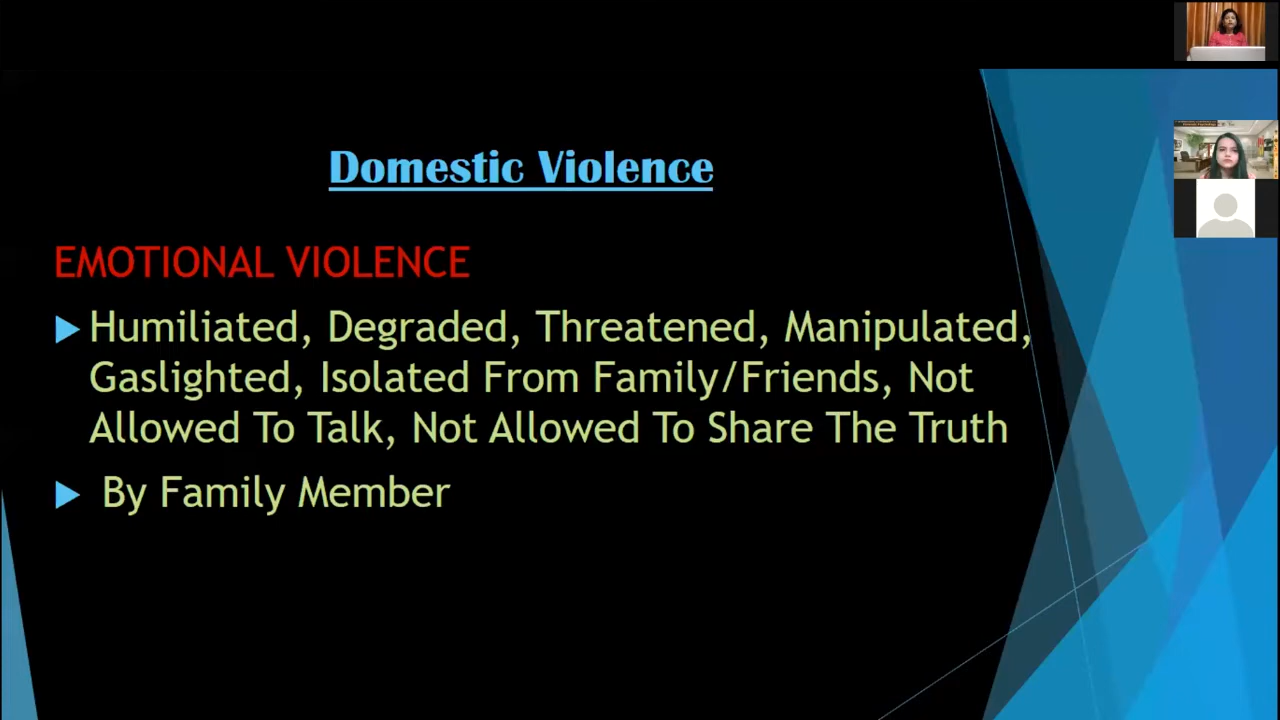 Domestic Violence
EMOTIONAL VIOLENCE
Humiliated, Degraded, Threatened, Manipulated,
Gaslighted, Isolated From Family/Friends, Not
Allowed To Talk, Not Allowed To Share The Truth
By Family Member